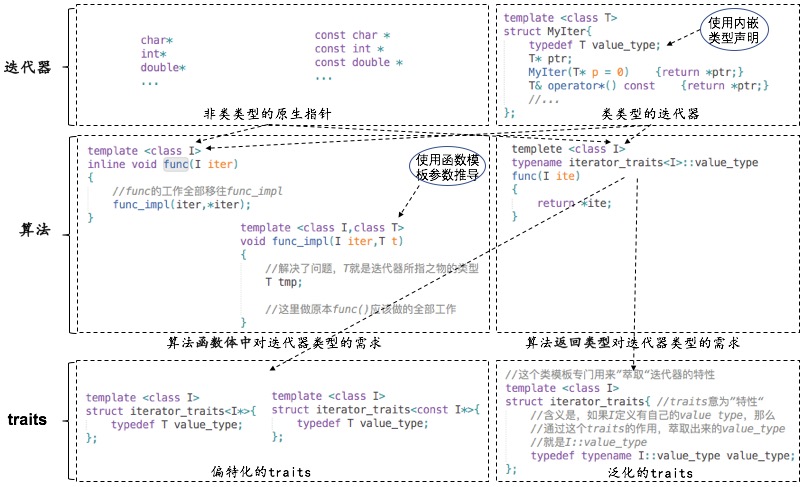 迭代器
char*
int*
double*
...
const char *
const int *
const double *
...
非类类型的原生指针
template <class T>
struct MyIter{
typedef T value_type;
T* ptr;
MyIter(T* p = 0) {return *ptr;}
T& operator*() const {return *ptr;}
//...
};
使用内嵌
类型声明
类类型的迭代器
算法
template <class I>
inline void func(I iter)
{
//func的工作全部移往func_impl
func_impl(iter,*iter);
}
使用函数模
板参数推导
template <class I,class T>
void func_impl(I iter,T t)
{
//解决了问题，T就是迭代器所指之物的类型
T tmp;
//这里做原本func()应该做的全部工作
}
算法函数体中对迭代器类型的需求
templete <class I>
typename iterator_traits<I>::value_type
func(I ite)
{
return *ite;
}
算法返回类型对迭代器类型的需求
traits
template <class I>
struct iterator_traits<I*>{
typedef T value_type;
};
template <class I>
struct iterator_traits<const I*>{
typedef T value_type;
};
偏特化的traits
//这个类模板专门用来”萃取“迭代器的特性
template <class I>
struct iterator_traits{ //traits意为”特性“
//含义是，如果I定义有自己的value type，那么
//通过这个traits的作用，萃取出来的value_type
//就是I::value_type
typedef typename I::value_type value_type;
};
泛化的traits